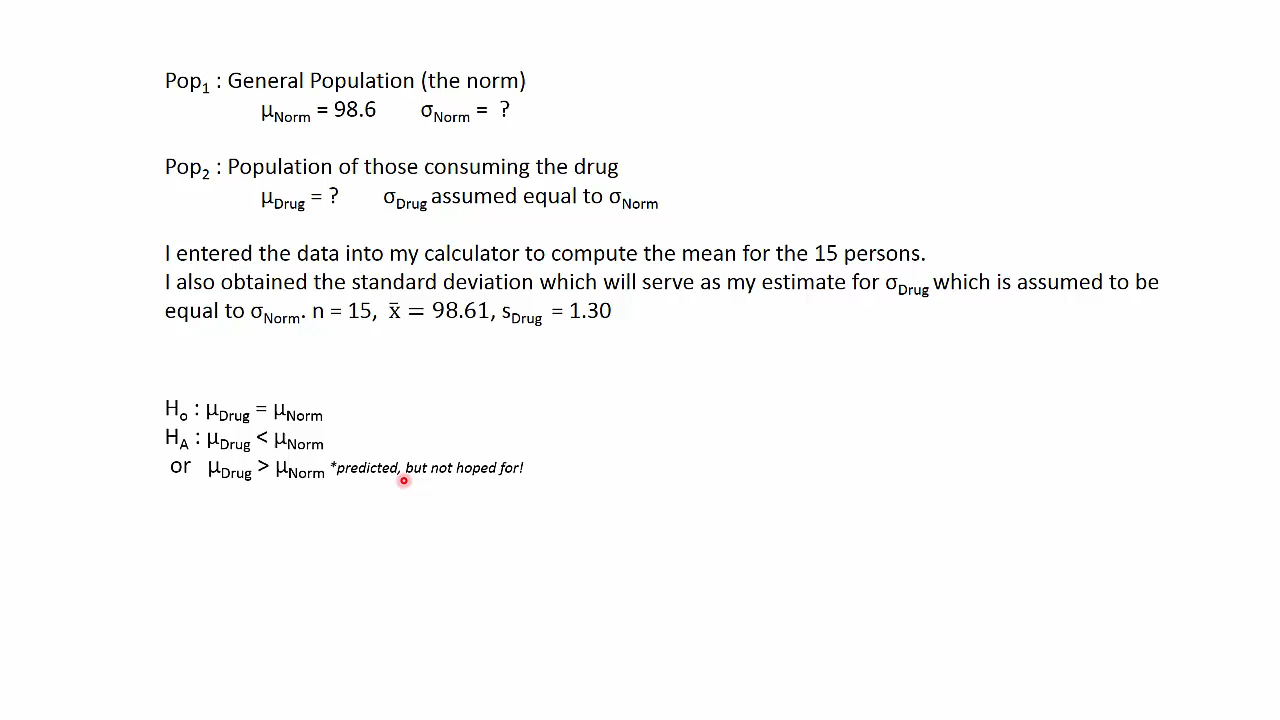 Pop₁ : General Population (the norm)
μNorm = 98.6 σNorm = ?
Pop₂ : Population of those consuming the drug
μDrug = ? σDrug assumed equal to σNorm
I entered the data into my calculator to compute the mean for the 15 persons.
I also obtained the standard deviation which will serve as my estimate for σDrug which is assumed to be
equal to σNorm. n = 15, x̄ = 98.61, sDrug = 1.30
Hₒ : μDrug = μNorm
HA : μDrug < μNorm
or μDrug > μNorm *predicted, but not hoped for!